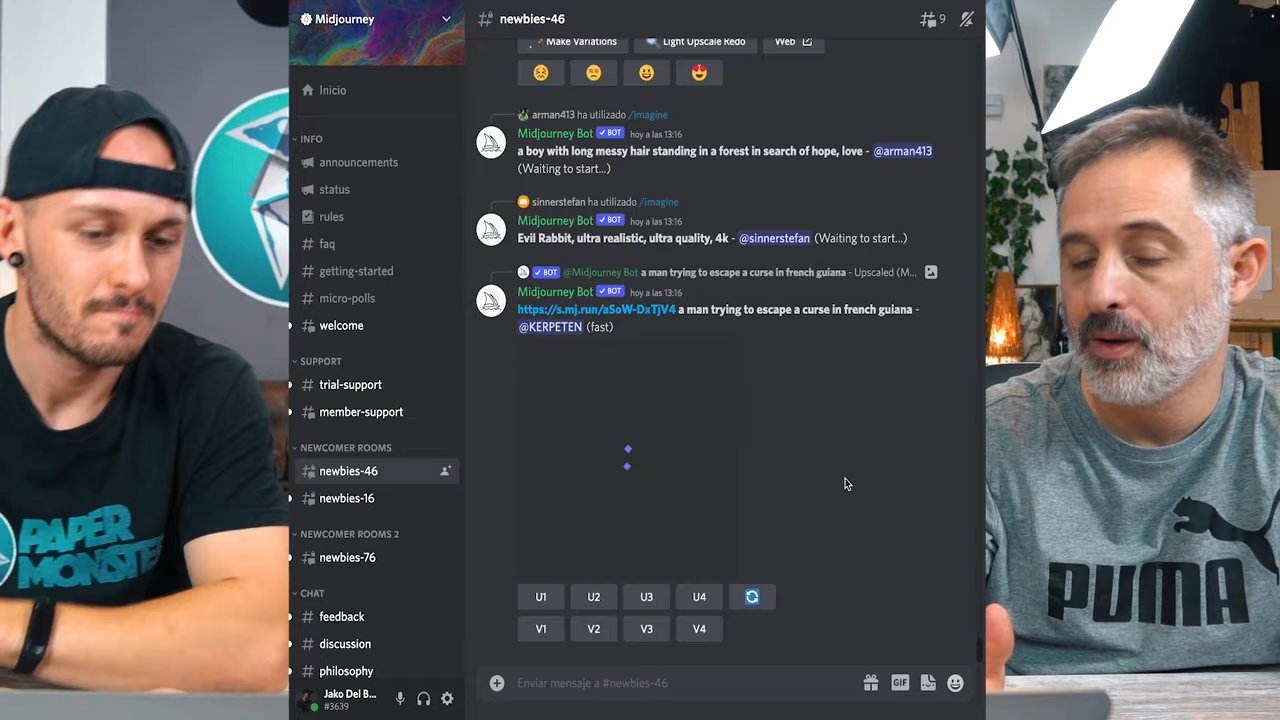 Midjourney
Inicio
INFO
announcements
status
rules
faq
getting-started
micro-polls
welcome
SUPPORT
trial-support
member-support
NEWCOMER ROOMS
newbies-46
newbies-16
NEWCOMER ROOMS 2
newbies-76
CHAT
feedback
discussion
philosophy
Jako Del B...
#3639
newbies-46
9
Make Variations
Light Upscale Redo
Web
arman413 ha utilizado /imagine
Midjourney Bot BOT hoy a las 13:16
a boy with long messy hair standing in a forest in search of hope, love - @arman413
(Waiting to start...)
sinnerstefan ha utilizado /imagine
Midjourney Bot BOT hoy a las 13:16
Evil Rabbit, ultra realistic, ultra quality, 4k - @sinnerstefan (Waiting to start...)
BOT @Midjourney Bot a man trying to escape a curse in french guiana - Upscaled (M...
Midjourney Bot BOT hoy a las 13:16
https://s.mj.run/aSoW-DxTjV4 a man trying to escape a curse in french guiana -
@KERPETEN (fast)
U1 U2 U3 U4
V1 V2 V3 V4
Enviar mensaje a #newbies-46
GIF
PAPER
MONSTE
PUMA